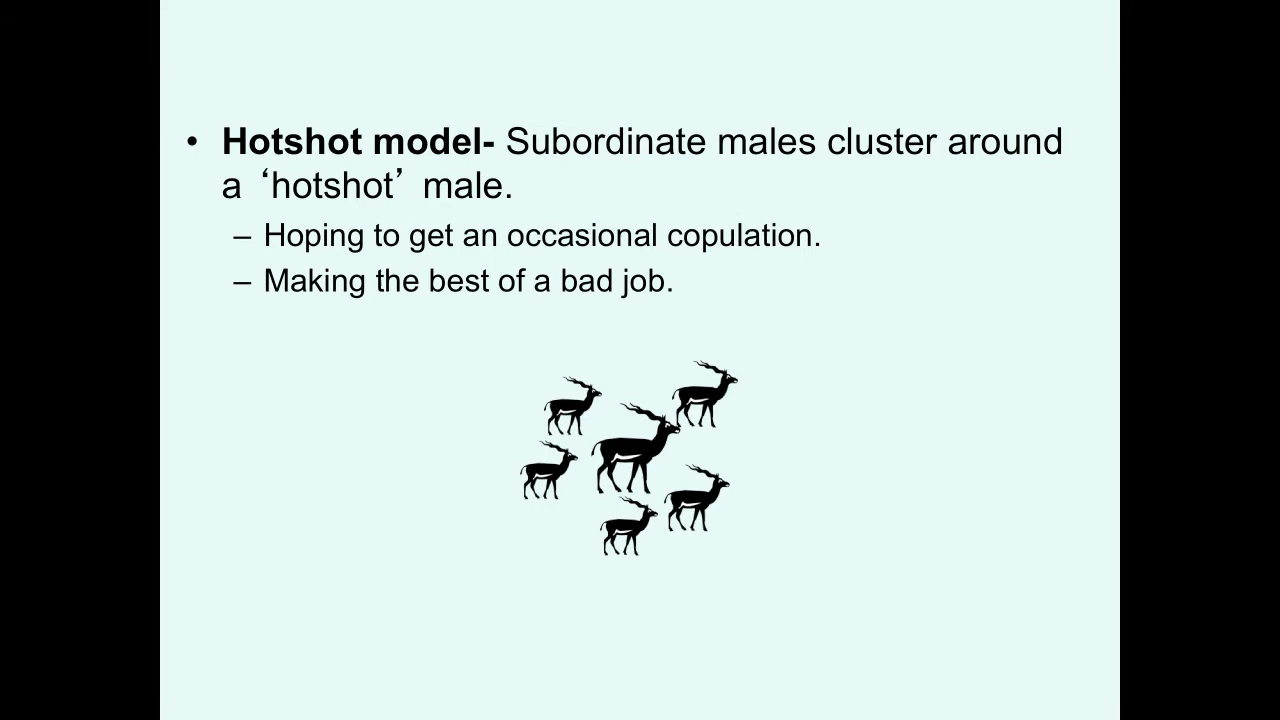 • Hotshot model- Subordinate males cluster around
a ‘hotshot’ male.
– Hoping to get an occasional copulation.
– Making the best of a bad job.